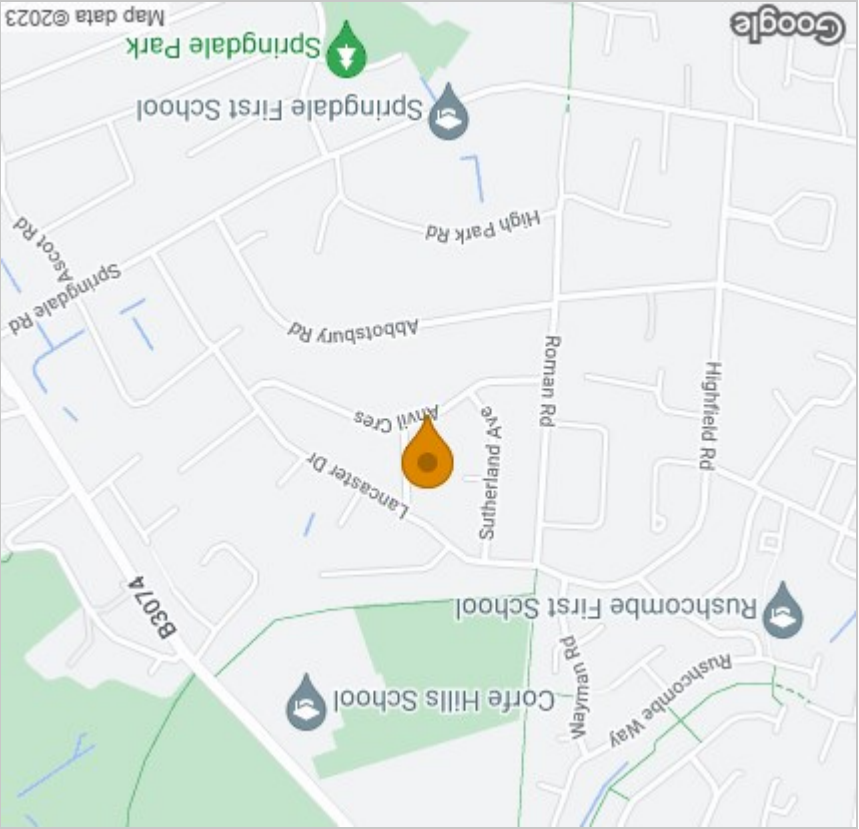 Corfe Hills School
Rushcombe Way
Wayman Rd
Rushcombe First School
B3074
Lancaster Dr
Sutherland Ave
Anvil Cres
Highfield Rd
Roman Rd
Abbotsbury Rd
Springdale Rd
Ascot Rd
High Park Rd
Springdale First School
Springdale Park
Google
Map data ©2023